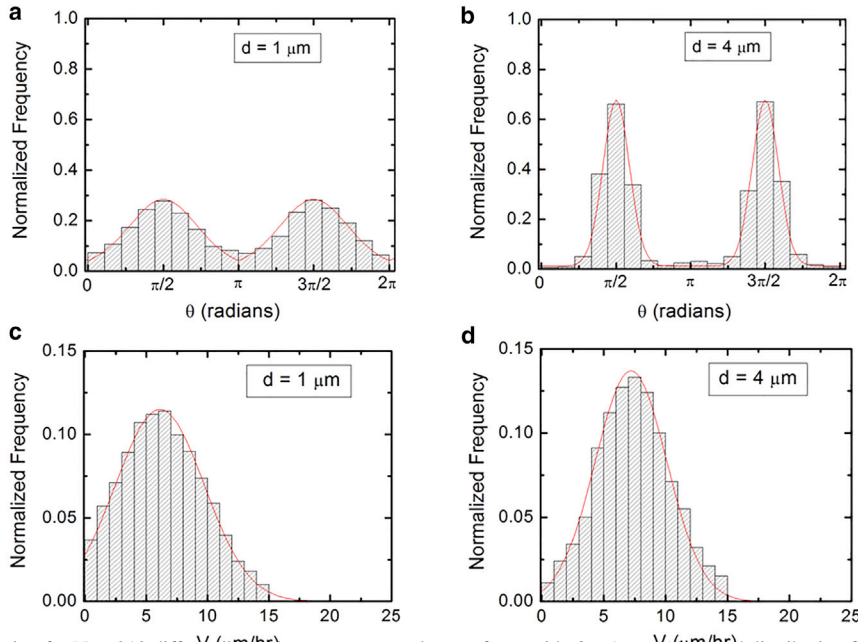 a
1.0
0.8
0.6
0.4
0.2
0.0
Normalized Frequency
d = 1 μm
0 π/2 π 3π/2 2π
θ (radians)
b
1.0
0.8
0.6
0.4
0.2
0.0
Normalized Frequency
d = 4 μm
0 π/2 π 3π/2 2π
θ (radians)
c
0.15
0.10
0.05
0.00
Normalized Frequency
d = 1 μm
0 5 10 15 20 25
V (μm/hr)
d
0.15
0.10
0.05
0.00
Normalized Frequency
d = 4 μm
0 5 10 15 20 25
V (μm/hr)